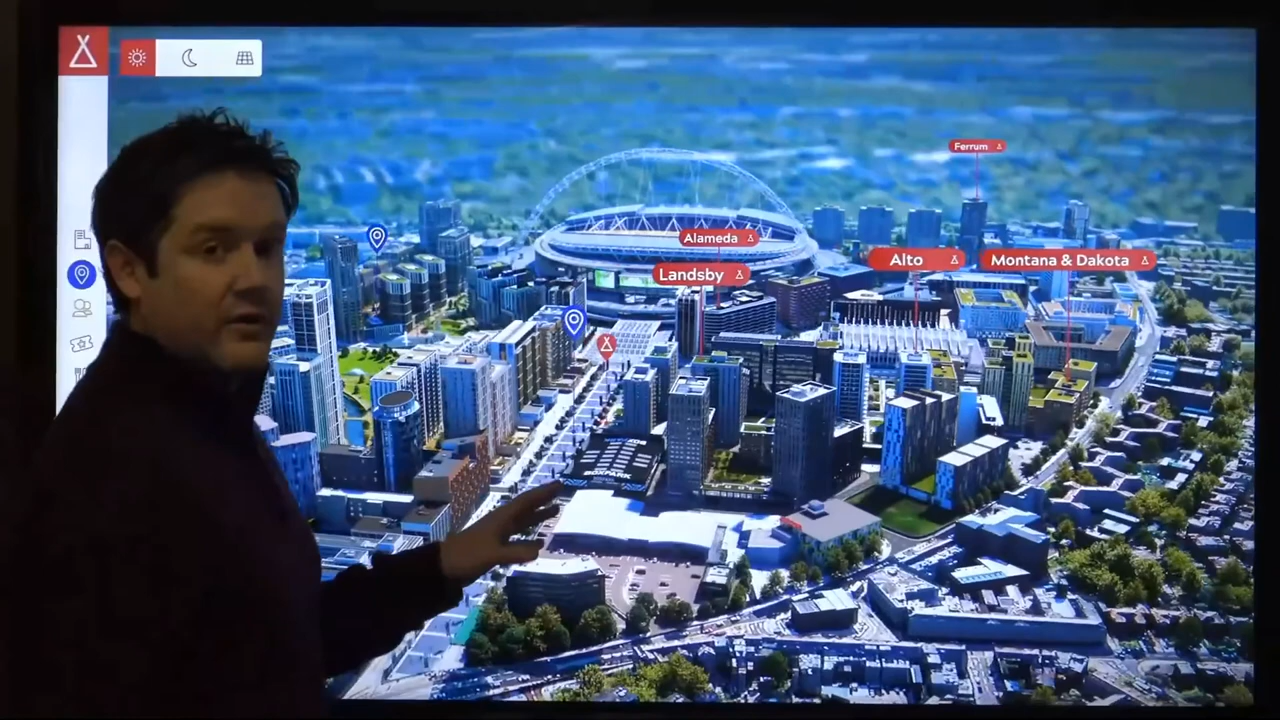 Ferrum
Alameda
Landsby
Alto
Montana & Dakota
BOXPARK